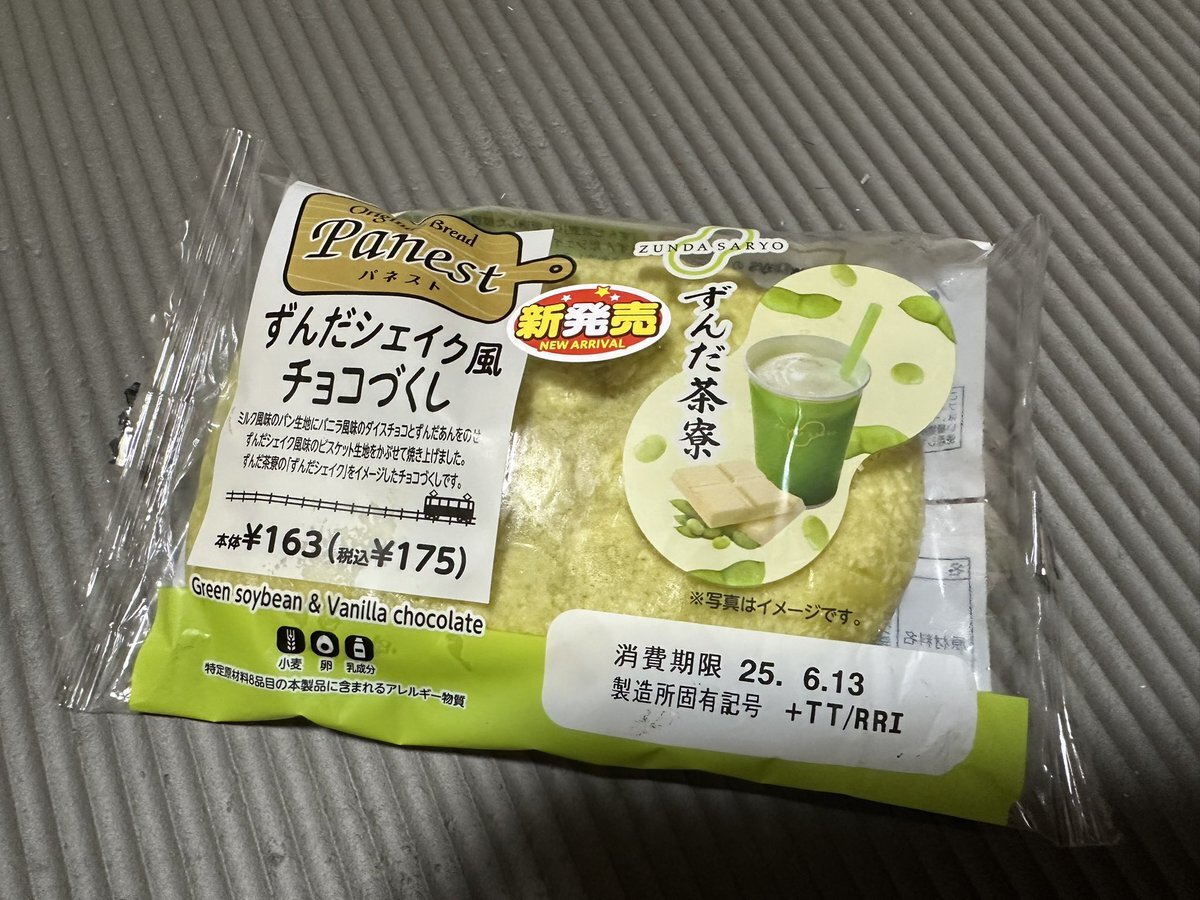 Original Bread
Panest
パネスト
ずんだシェイク風
チョコづくし
ミルク風味のパン生地にバニラ風味のダイスチョコとずんだあんをのせ
ずんだシェイク風味のビスケット生地をかぶせて焼き上げました。
ずんだ茶寮の「ずんだシェイク」をイメージしたチョコづくしです。
本体¥163(税込¥175)
Green soybean & Vanilla chocolate
小麦 卵 乳成分
特定原材料8品目の本製品に含まれるアレルギー物質
新発売
NEW ARRIVAL
ZUNDA SARYO
ずんだ茶寮
※写真はイメージです。
消費期限 25. 6.13
製造所固有記号 +TT/RRI
原材料名